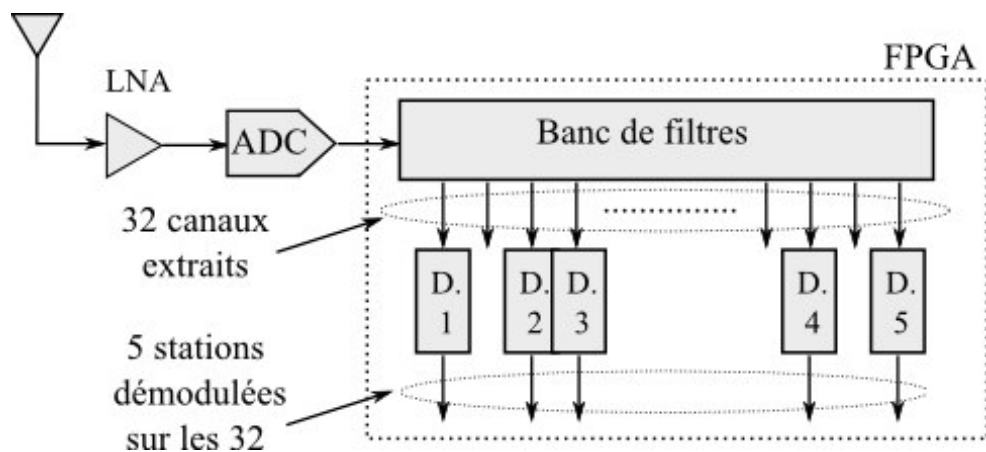 FPGA
LNA
ADC
Banc de filtres
32 canaux
extraits
D.
1
D.
2
D.
3
D.
4
D.
5
5 stations
démodulées
sur les 32